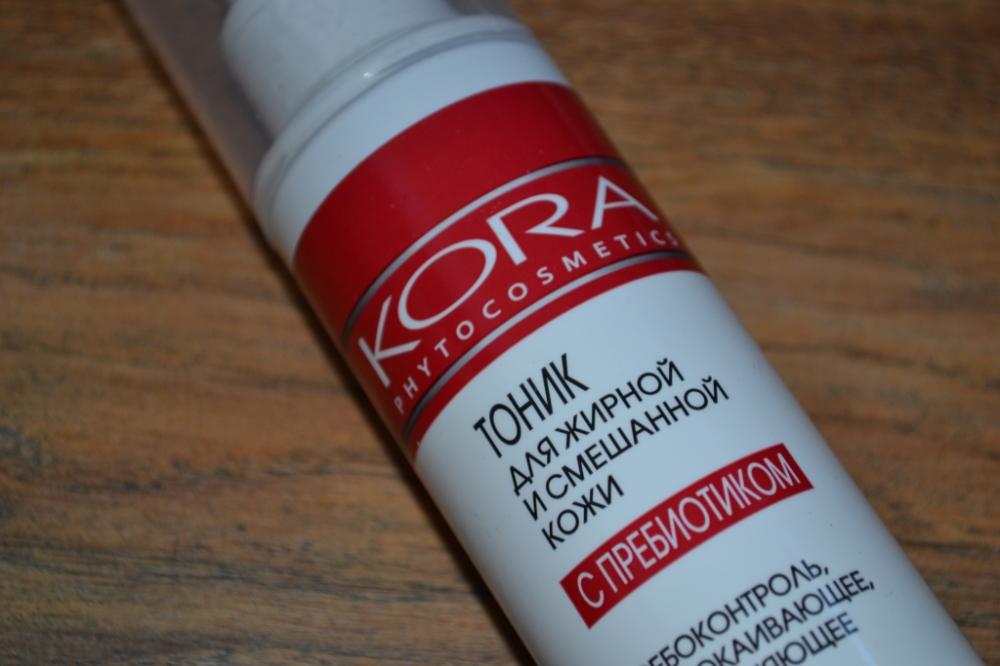 KORA
PHYTOCOSMETICS
ТОНИК
ДЛЯ ЖИРНОЙ
И СМЕШАННОЙ
КОЖИ
С ПРЕБИОТИКОМ